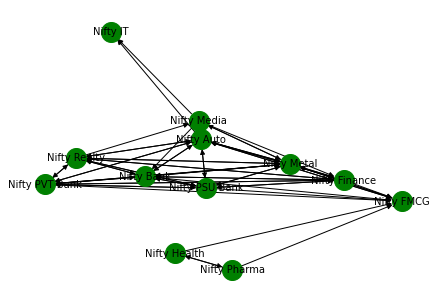 Nifty IT
Nifty Media
Nifty Auto
Nifty Realty
Nifty Metal
Nifty Bank
Nifty Finance
Nifty PVT Bank
Nifty PSU Bank
Nifty FMCG
Nifty Health
Nifty Pharma